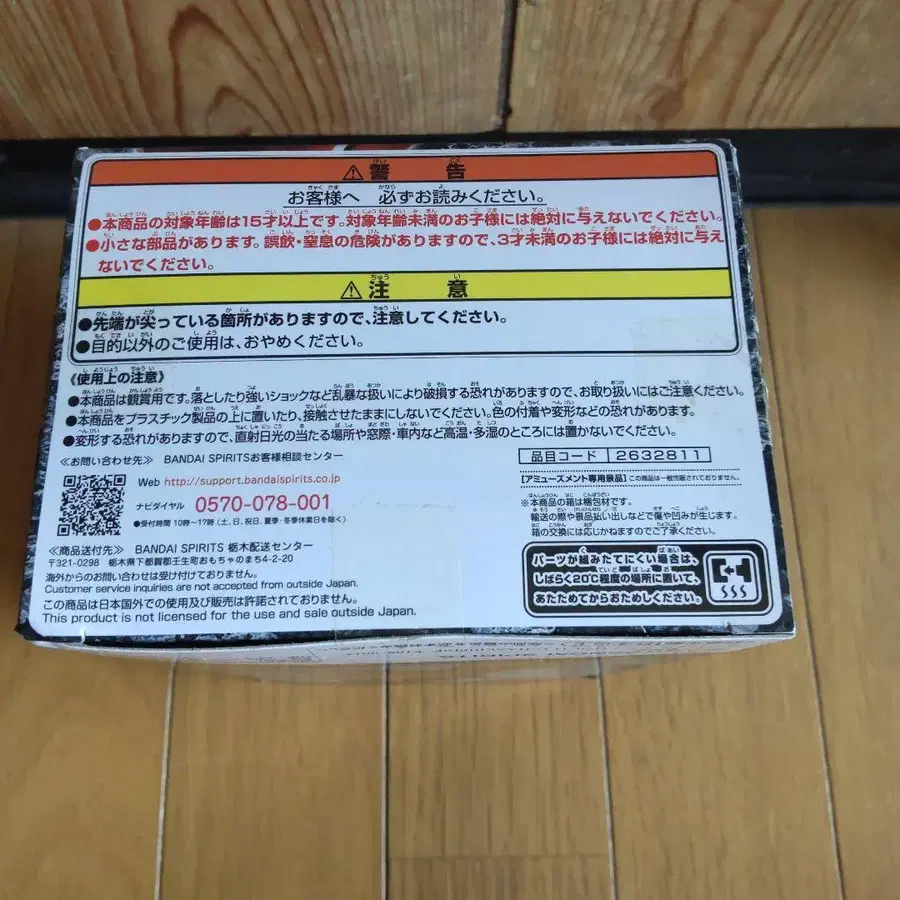 ⚠警告
お客様へ 必ずお読みください。
●本商品の対象年齢は15才以上です。対象年齢未満のお子様には絶対に与えないでください。
●小さな部品があります。誤飲・窒息の危険がありますので、3才未満のお子様には絶対に与え
ないでください。
⚠注意
●先端が尖っている箇所がありますので、注意してください。
●目的以外のご使用は、おやめください。
《使用上の注意》
●本商品は観賞用です。落としたり強いショックなど乱暴な扱いにより破損する恐れがありますので、お取り扱いにはご注意ください。
●本商品をプラスチック製品の上に置いたり、接触させたままにしないでください。色の付着や変形などの恐れがあります。
●変形する恐れがありますので、直射日光の当たる場所や窓際・車内など高温・多湿のところには置かないでください。
≪お問い合わせ先≫ BANDAI SPIRITSお客様相談センター
Web http://support.bandaispirits.co.jp
ナビダイヤル 0570-078-001
●受付時間 10時～17時(土、日、祝日、夏季・冬季休業日を除く)
≪商品送付先≫ BANDAI SPIRITS 栃木配送センター
〒321-0298 栃木県下都賀郡壬生町おもちゃのまち4-2-20
海外からのお問い合わせは受け付けておりません。
Customer service inquiries are not accepted from outside Japan.
この商品は日本国外での使用及び販売は許諾されておりません。
This product is not licensed for the use and sale outside Japan.
品目コード 2632811
【アミューズメント専用景品】この商品は一般市販されておりません。
※本商品の箱は梱包材です。
輸送の際や景品払い出しなどで傷や凹みが生じます。
箱の交換には応じかねますのでご了承ください。
パーツが組みたてにくい場合は、
しばらく20℃程度の場所に置いて、
あたためてからおためしください。